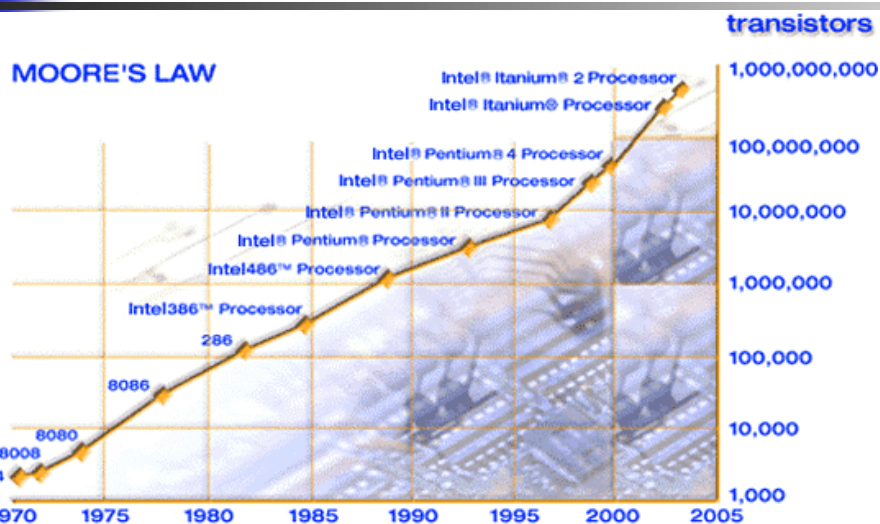 transistors
MOORE'S LAW
1,000,000,000
Intel® Itanium® 2 Processor
Intel® Itanium® Processor
100,000,000
Intel® Pentium® 4 Processor
Intel® Pentium® III Processor
10,000,000
Intel® Pentium® II Processor
Intel® Pentium® Processor
Intel486™ Processor
1,000,000
Intel386™ Processor
286
100,000
8086
8080
10,000
8008
4
1,000
970 1975 1980 1985 1990 1995 2000 2005